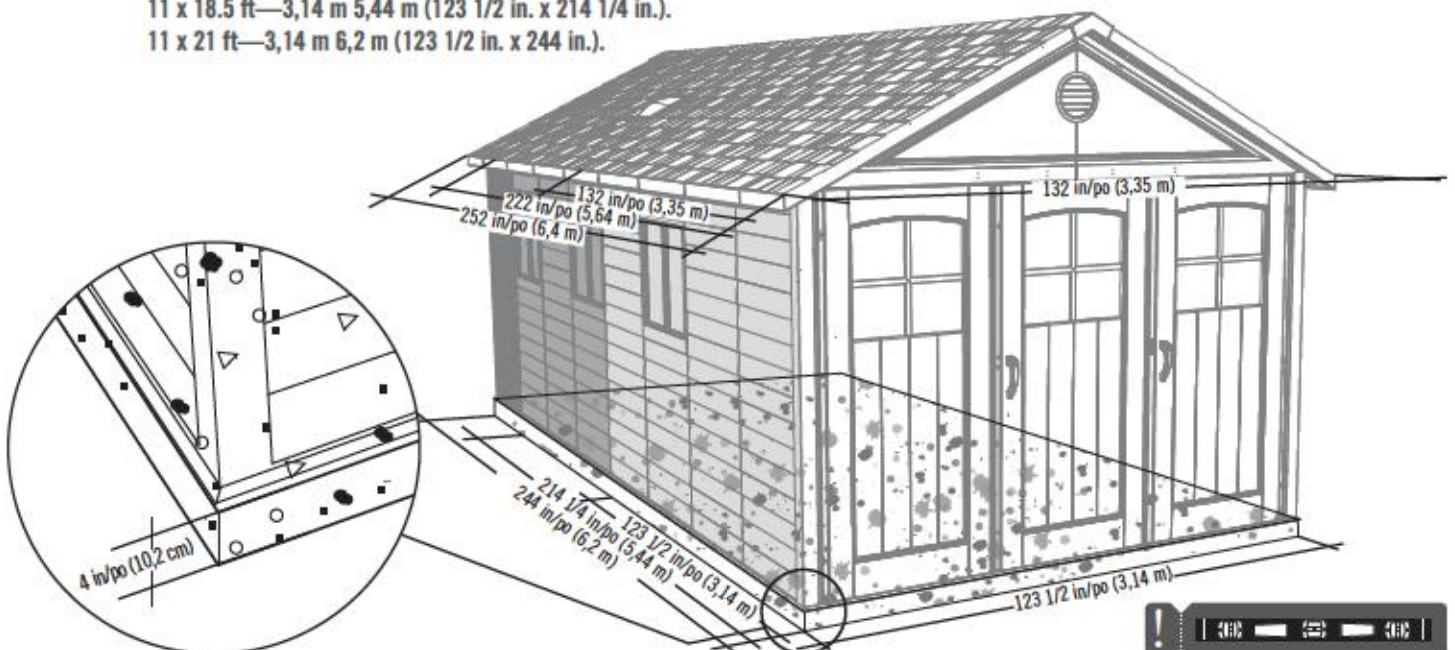 11 x 18.5 ft—3,14 m 5,44 m (123 1/2 in. x 214 1/4 in.).
11 x 21 ft—3,14 m 6,2 m (123 1/2 in. x 244 in.).
132 in/po (3,35 m)
222 in/po (5,64 m)
252 in/po (6,4 m)
132 in/po (3,35 m)
4 in/po (10,2 cm)
214 1/4 in/po (5,44 m)
244 in/po (6,2 m)
123 1/2 in/po (3,14 m)
123 1/2 in/po (3,14 m)
!